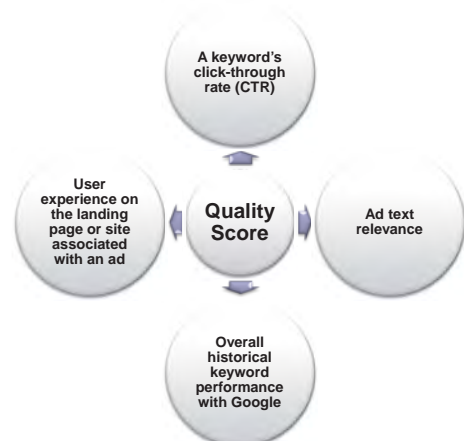 A keyword's
click-through
rate (CTR)
User
experience on
the landing
page or site
associated
with an ad
Quality
Score
Ad text
relevance
Overall
historical
keyword
performance
with Google